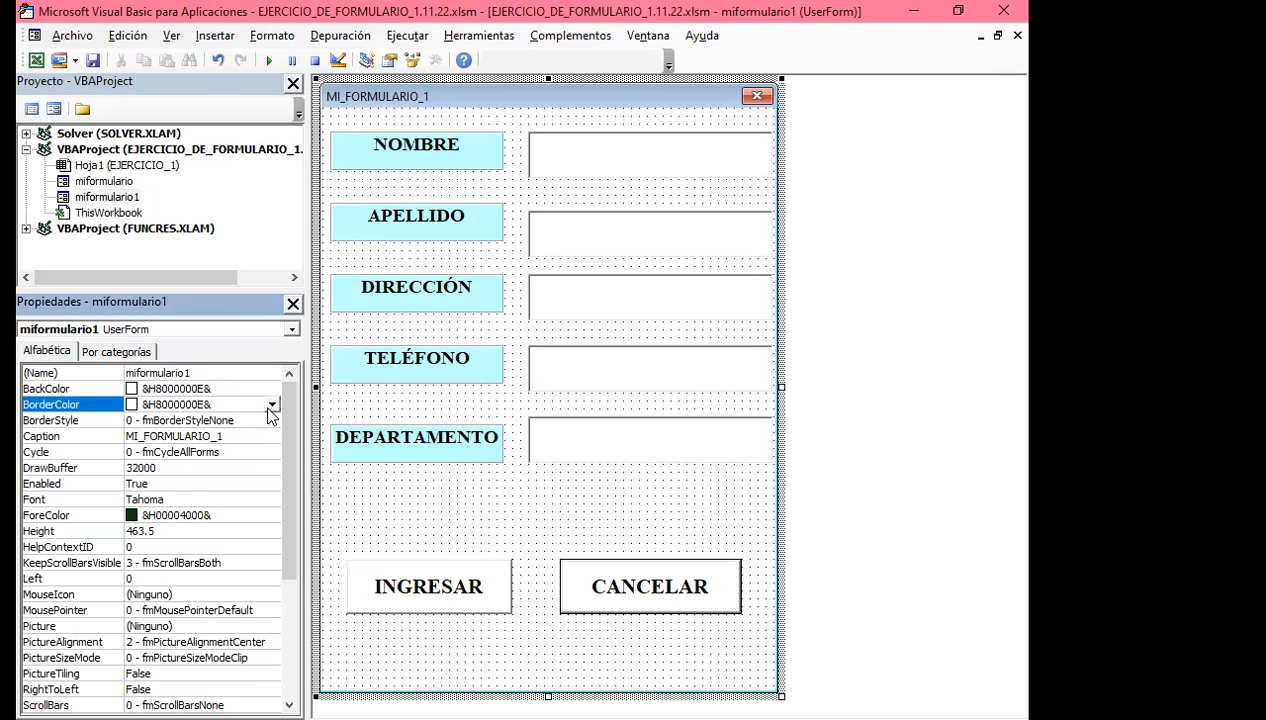 Microsoft Visual Basic para Aplicaciones - EJERCICIO_DE_FORMULARIO_1.11.22.xlsm - [EJERCICIO_DE_FORMULARIO_1.11.22.xlsm - miformulario1 (UserForm)]
Archivo Edición Ver Insertar Formato Depuración Ejecutar Herramientas Complementos Ventana Ayuda
Proyecto - VBAProject
Solver (SOLVER.XLAM)
VBAProject (EJERCICIO_DE_FORMULARIO_1.
Hoja1 (EJERCICIO_1)
miformulario
miformulario1
ThisWorkbook
VBAProject (FUNCRES.XLAM)
Propiedades - miformulario1
miformulario1 UserForm
Alfabética Por categorías
(Name) miformulario1
BackColor &H8000000E&
BorderColor &H8000000E&
BorderStyle 0 - fmBorderStyleNone
Caption MI_FORMULARIO_1
Cycle 0 - fmCycleAllForms
DrawBuffer 32000
Enabled True
Font Tahoma
ForeColor &H00004000&
Height 463.5
HelpContextID 0
KeepScrollBarsVisible 3 - fmScrollBarsBoth
Left 0
MouseIcon (Ninguno)
MousePointer 0 - fmMousePointerDefault
Picture (Ninguno)
PictureAlignment 2 - fmPictureAlignmentCenter
PictureSizeMode 0 - fmPictureSizeModeClip
PictureTiling False
RightToLeft False
ScrollBars 0 - fmScrollBarsNone
MI_FORMULARIO_1
NOMBRE
APELLIDO
DIRECCIÓN
TELÉFONO
DEPARTAMENTO
INGRESAR CANCELAR